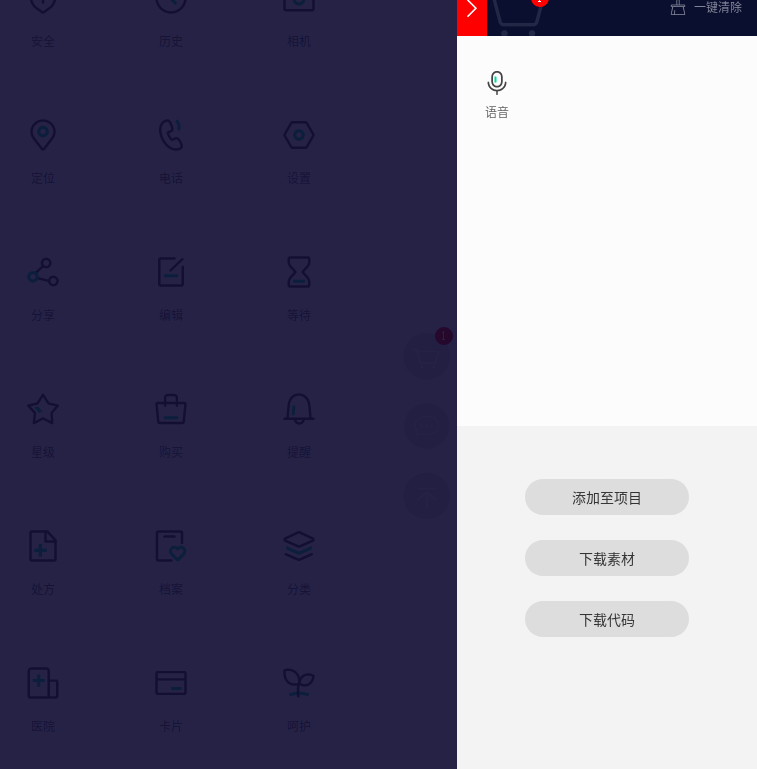 一键清除
安全 历史 相机
语音
定位 电话 设置
分享 编辑 等待
1
星级 购买 提醒
添加至项目
下载素材
处方 档案 分类
下载代码
医院 卡片 呵护